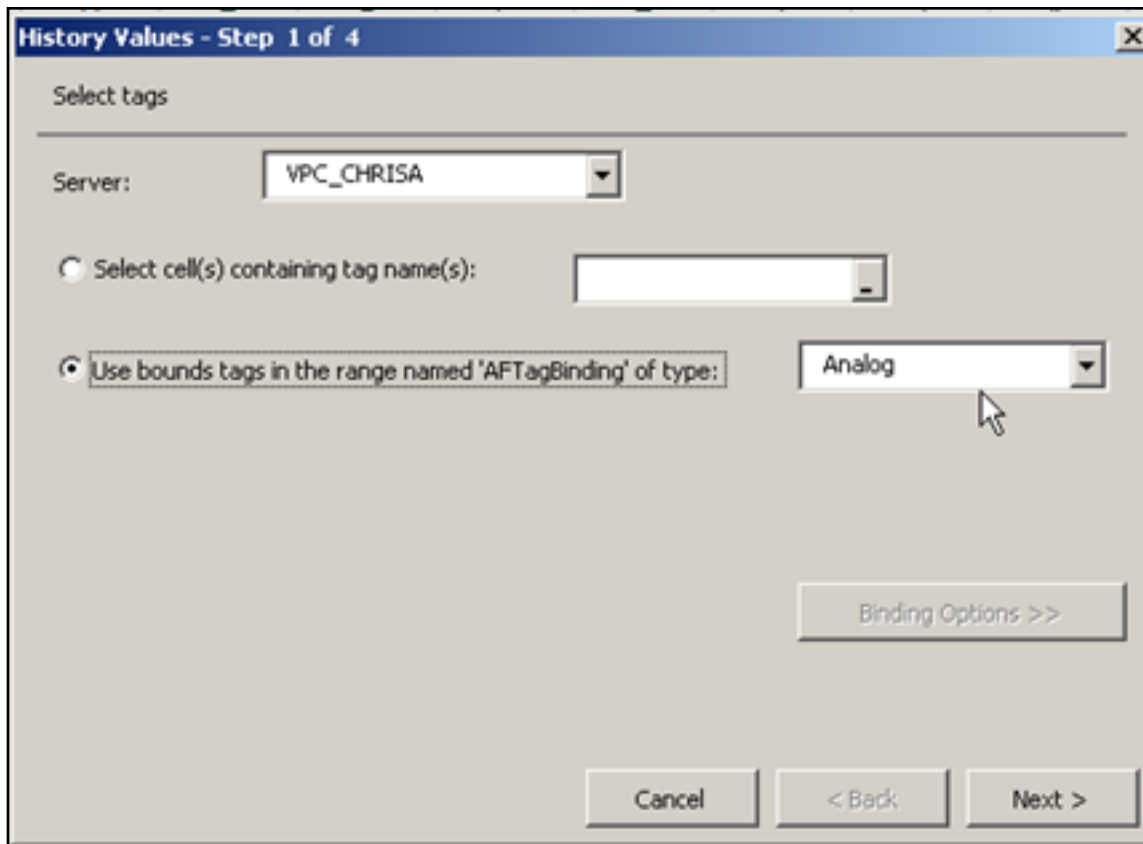 History Values - Step 1 of 4
Select tags
Server: VPC_CHRISA
Select cell(s) containing tag name(s):
Use bounds tags in the range named 'AFTagBinding' of type: Analog
Binding Options >>
Cancel < Back Next >